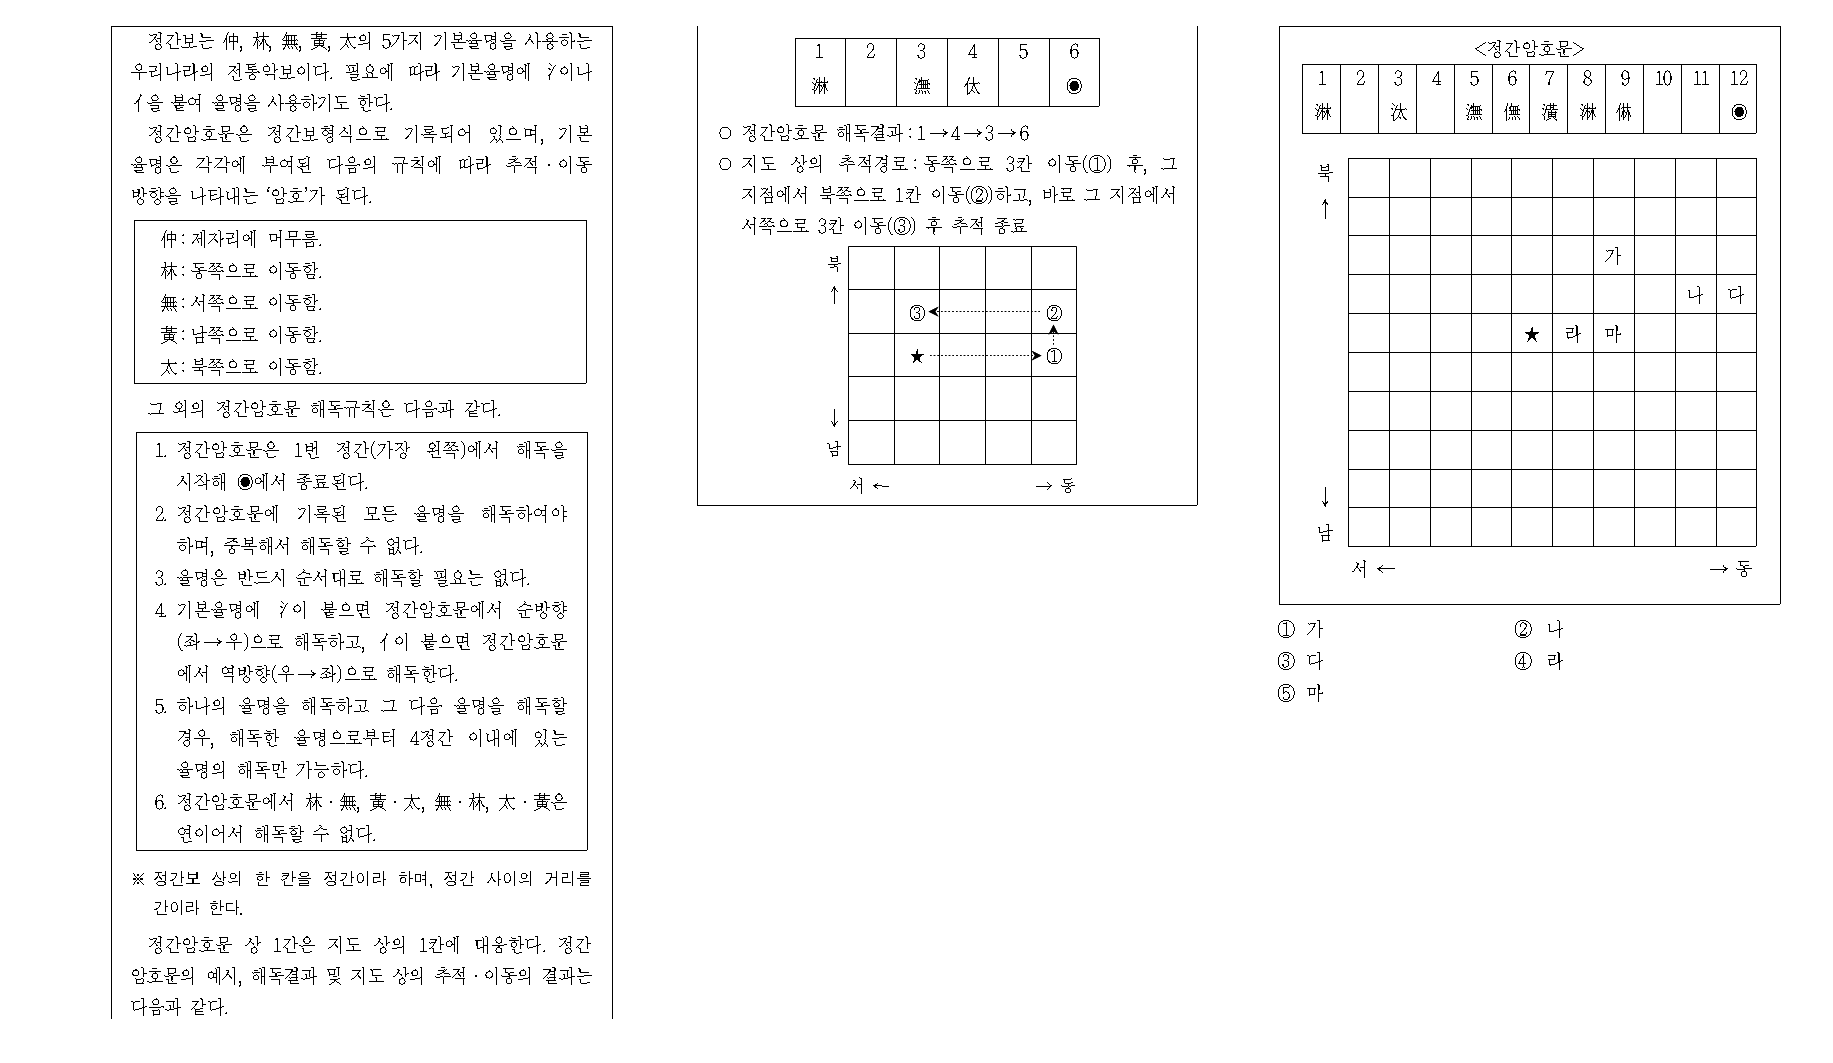 정간보는 仲, 林, 無, 黃, 太의 5가지 기본율명을 사용하는
우리나라의 전통악보이다. 필요에 따라 기본율명에 氵이나
亻을 붙여 율명을 사용하기도 한다.
정간암호문은 정간보형식으로 기록되어 있으며, 기본
율명은 각각에 부여된 다음의 규칙에 따라 추적·이동
방향을 나타내는 ‘암호’가 된다.
仲: 제자리에 머무름.
林: 동쪽으로 이동함.
無: 서쪽으로 이동함.
黃: 남쪽으로 이동함.
太: 북쪽으로 이동함.
그 외의 정간암호문 해독규칙은 다음과 같다.
1. 정간암호문은 1번 정간(가장 왼쪽)에서 해독을
시작해 ◉에서 종료된다.
2. 정간암호문에 기록된 모든 율명을 해독하여야
하며, 중복해서 해독할 수 없다.
3. 율명은 반드시 순서대로 해독할 필요는 없다.
4. 기본율명에 氵이 붙으면 정간암호문에서 순방향
(좌→우)으로 해독하고, 亻이 붙으면 정간암호문
에서 역방향(우→좌)으로 해독한다.
5. 하나의 율명을 해독하고 그 다음 율명을 해독할
경우, 해독한 율명으로부터 4정간 이내에 있는
율명의 해독만 가능하다.
6. 정간암호문에서 林·無, 黃·太, 無·林, 太·黃은
연이어서 해독할 수 없다.
※ 정간보 상의 한 칸을 정간이라 하며, 정간 사이의 거리를
간이라 한다.
정간암호문 상 1간은 지도 상의 1칸에 대응한다. 정간
암호문의 예시, 해독결과 및 지도 상의 추적·이동의 결과는
다음과 같다.
1 2 3 4 5 6
淋 潕 㑀 ◉
○ 정간암호문 해독결과: 1→4→3→6
○ 지도 상의 추적경로: 동쪽으로 3칸 이동(①) 후, 그
지점에서 북쪽으로 1칸 이동(②)하고, 바로 그 지점에서
서쪽으로 3칸 이동(③) 후 추적 종료
북
↑
③ ②
★ ①
↓
남
서 ← → 동
<정간암호문>
1 2 3 4 5 6 7 8 9 10 11 12
淋 汰 潕 僞 潢 淋 㑣 ◉
북
↑
가
나 다
★ 라 마
↓
남
서 ← → 동
① 가 ② 나
③ 다 ④ 라
⑤ 마